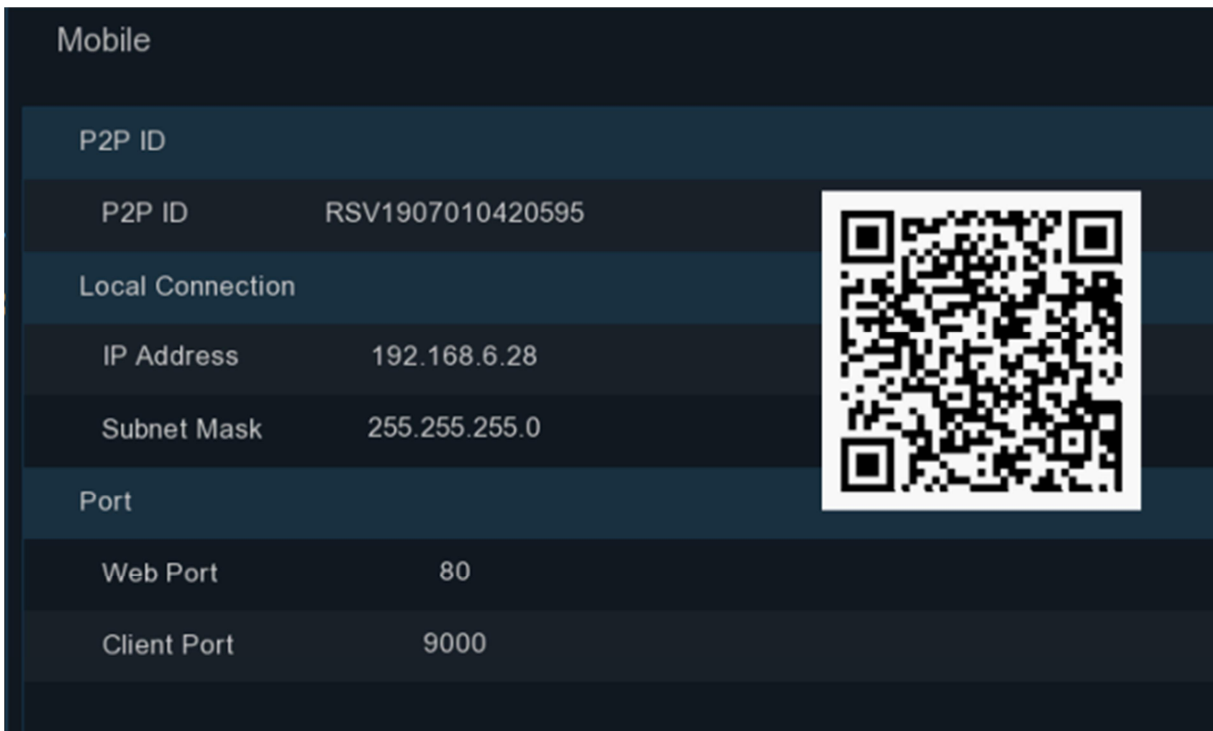 Mobile
P2P ID
P2P ID RSV1907010420595
Local Connection
IP Address 192.168.6.28
Subnet Mask 255.255.255.0
Port
Web Port 80
Client Port 9000